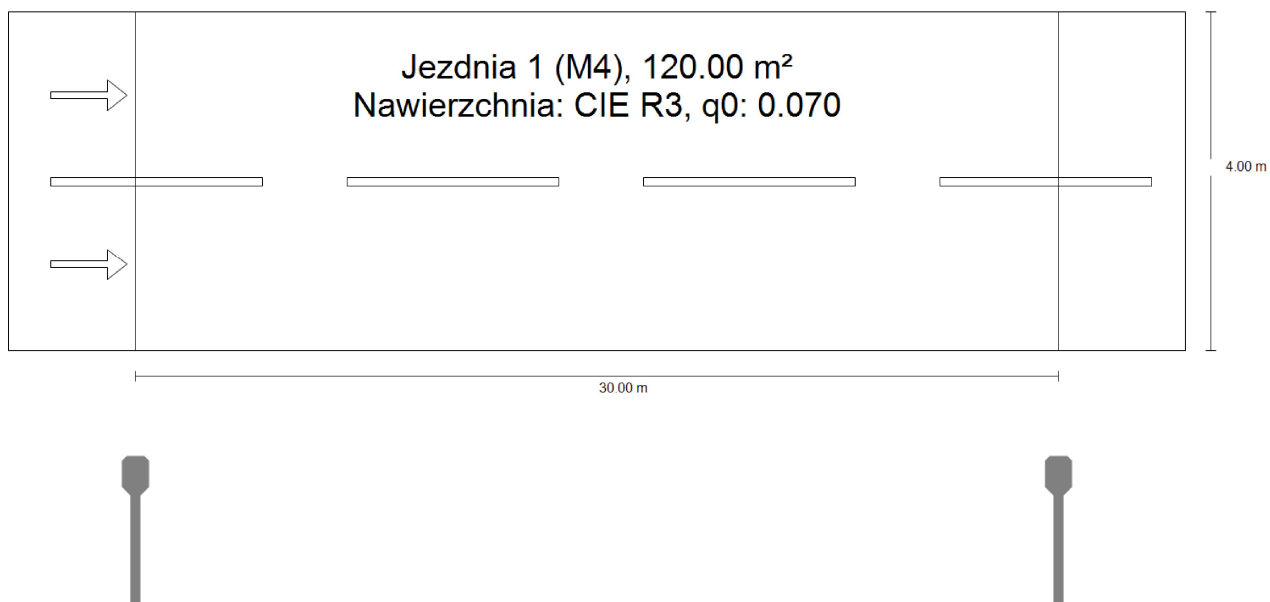 Jezdnia 1 (M4), 120.00 m²
Nawierzchnia: CIE R3, q0: 0.070
4.00 m
30.00 m